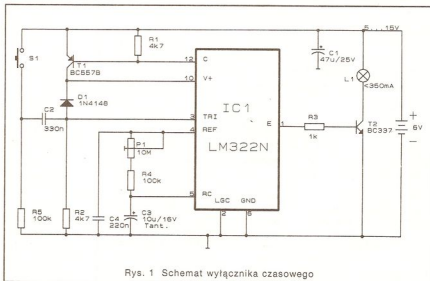 5...15V
R1
4k7
S1
T1
BC557B
12
C
C1
47u/25V
10
V+
L1
<350mA
D1
1N4148
IC1
C2
330n
3
TRI
4
REF
E
1
R3
1k
T2
BC337
+
6V
−
P1
10M
LM322N
R4
100k
5
RC
R5
100k
R2
4k7
C4
220n
C3
10u/16V
Tant.
LGC
GND
2
6
Rys. 1 Schemat wyłącznika czasowego